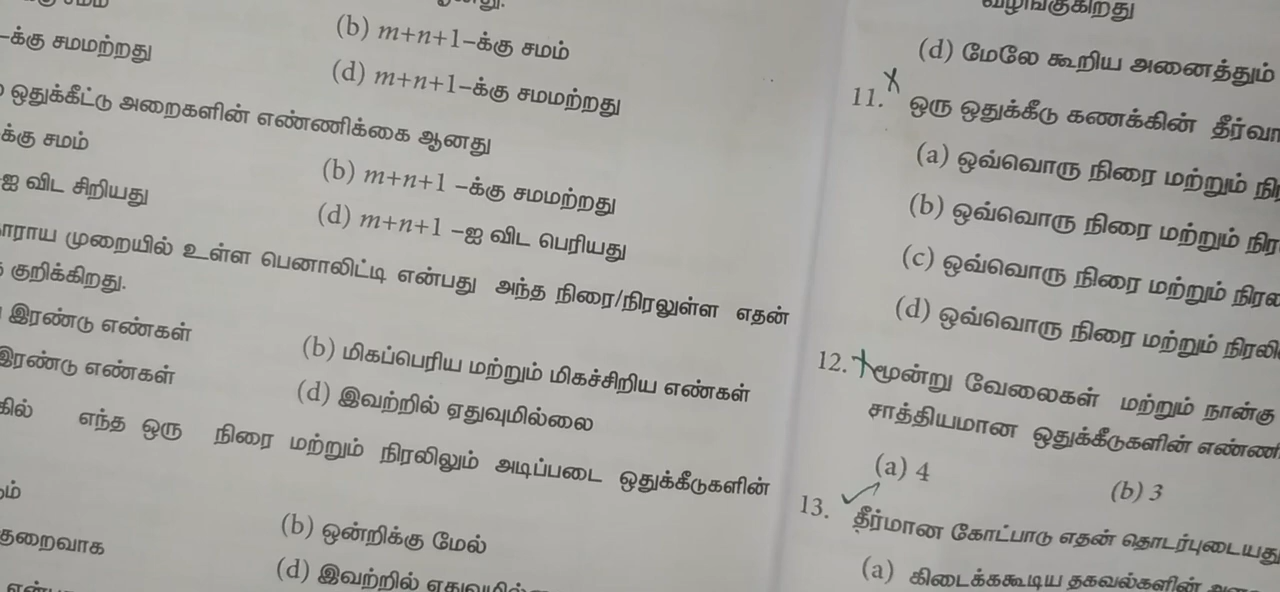 (b) m+n+1-க்கு சமம்
-க்கு சமமற்றது
(d) m+n+1-க்கு சமமற்றது
ஒதுக்கீட்டு அறைகளின் எண்ணிக்கை ஆனது
க்கு சமம்
(b) m+n+1 -க்கு சமமற்றது
-ஐ விட சிறியது
(d) m+n+1 -ஐ விட பெரியது
முறையில் உள்ள பெனாலிட்டி என்பது அந்த நிரை/நிரலுள்ள எதன்
குறிக்கிறது.
இரண்டு எண்கள்
(b) மிகப்பெரிய மற்றும் மிகச்சிறிய எண்கள்
இரண்டு எண்கள்
(d) இவற்றில் ஏதுவுமில்லை
எந்த ஒரு நிரை மற்றும் நிரலிலும் அடிப்படை ஒதுக்கீடுகளின்
(b) ஒன்றிக்கு மேல்
(d) இவற்றில்
(d) மேலே கூறிய அனைத்தும்
11. ஒரு ஒதுக்கீடு கணக்கின்
(a) ஒவ்வொரு நிரை மற்றும்
(b) ஒவ்வொரு நிரை மற்றும்
(c) ஒவ்வொரு நிரை மற்றும்
(d) ஒவ்வொரு நிரை மற்றும்
12. மூன்று வேலைகள் மற்றும் நான்கு
சாத்தியமான ஒதுக்கீடுகளின்
(a) 4
(b) 3
13. தீர்மான கோட்பாடு எதன் தொடர்புடையது
(a) கிடைக்ககூடிய தகவல்களின்